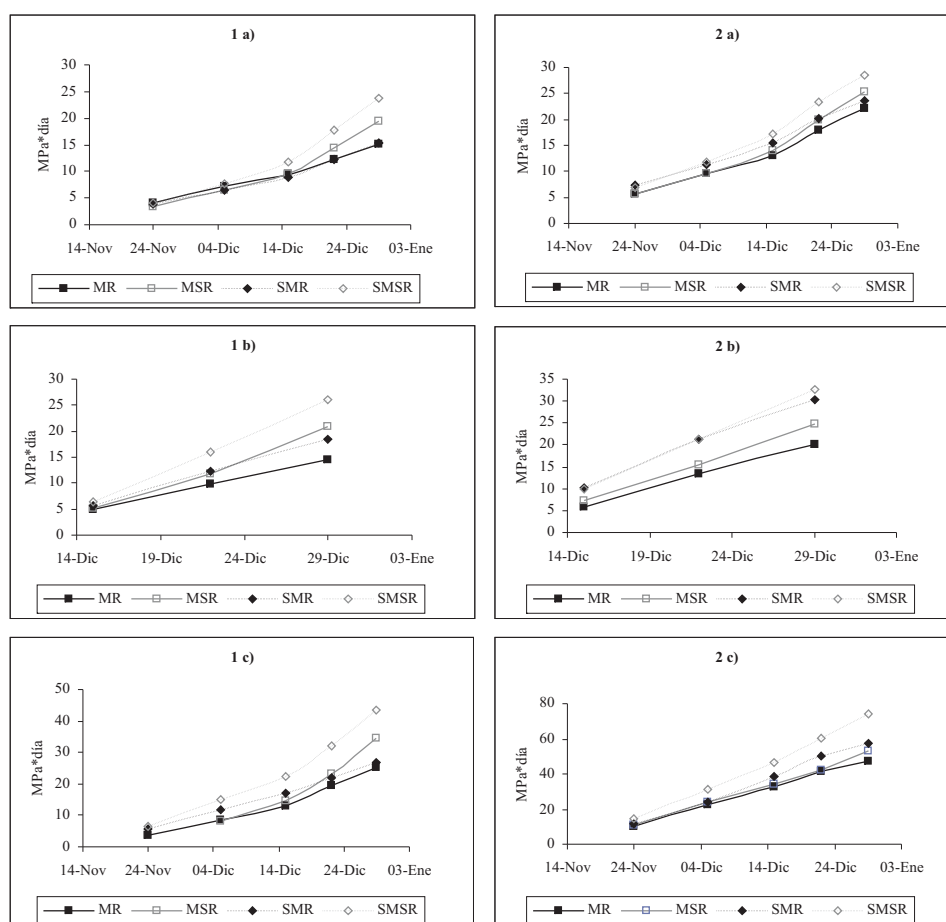 1 a)
MPa*día
30
25
20
15
10
5
0
14-Nov 24-Nov 04-Dic 14-Dic 24-Dic 03-Ene
MR MSR SMR SMSR
2 a)
MPa*día
30
25
20
15
10
5
0
14-Nov 24-Nov 04-Dic 14-Dic 24-Dic 03-Ene
MR MSR SMR SMSR
1 b)
MPa*día
30
25
20
15
10
5
0
14-Dic 19-Dic 24-Dic 29-Dic 03-Ene
MR MSR SMR SMSR
2 b)
MPa*día
35
30
25
20
15
10
5
0
14-Dic 19-Dic 24-Dic 29-Dic 03-Ene
MR MSR SMR SMSR
1 c)
MPa*día
50
40
30
20
10
0
14-Nov 24-Nov 04-Dic 14-Dic 24-Dic 03-Ene
MR MSR SMR SMSR
2 c)
MPa*día
80
60
40
20
0
14-Nov 24-Nov 04-Dic 14-Dic 24-Dic 03-Ene
MR MSR SMR SMSR